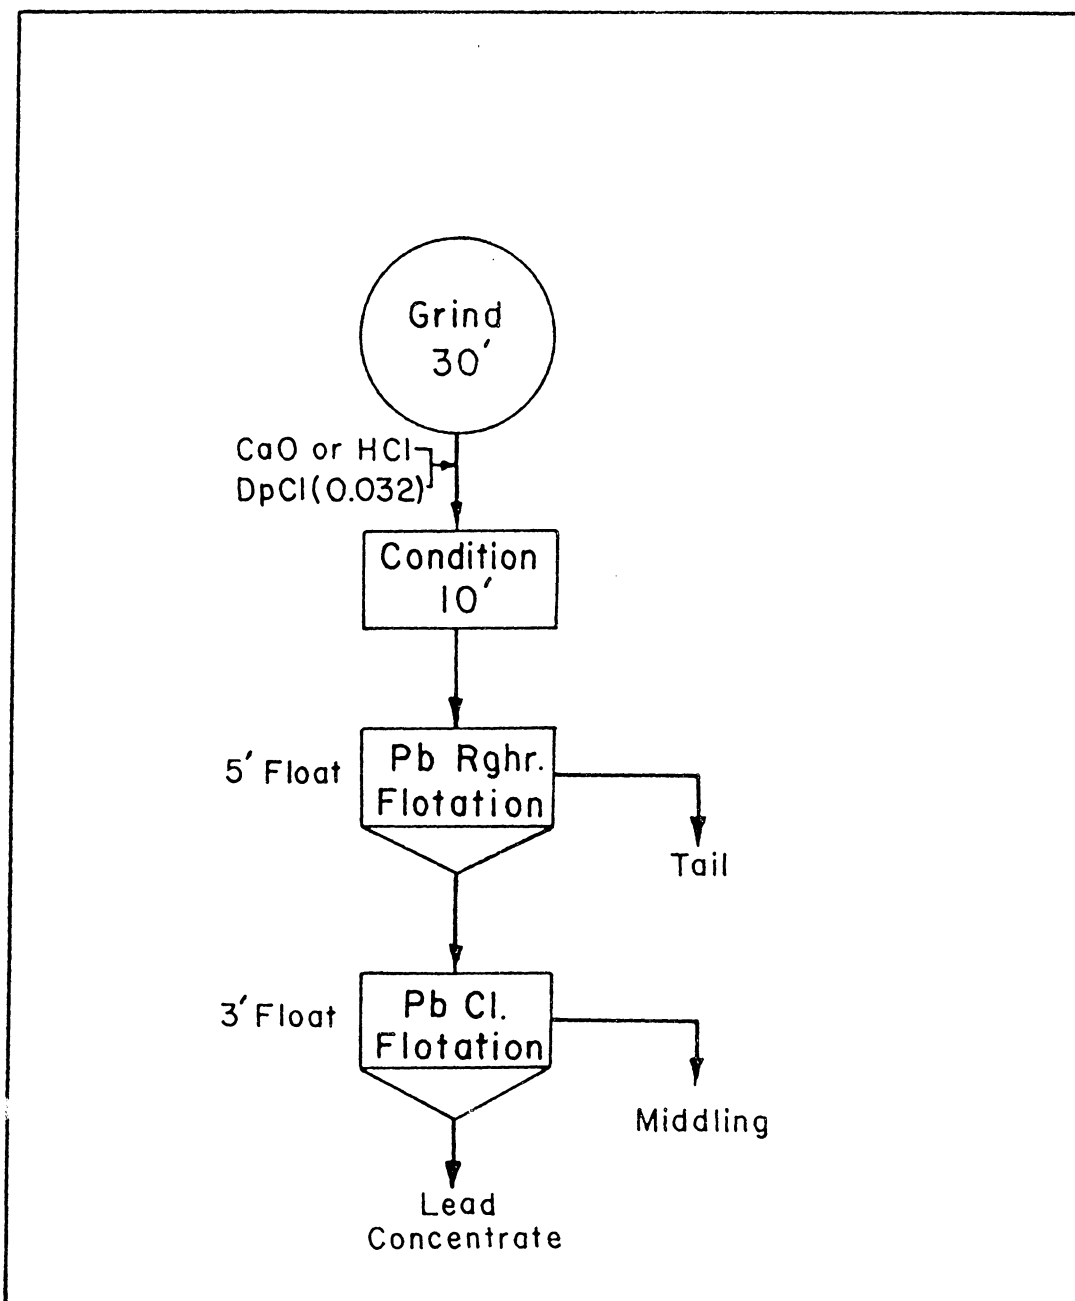 Grind
30′
CaO or HCl
DpCl(0.032)
Condition
10′
5′ Float
Pb Rghr.
Flotation
Tail
3′ Float
Pb Cl.
Flotation
Middling
Lead
Concentrate